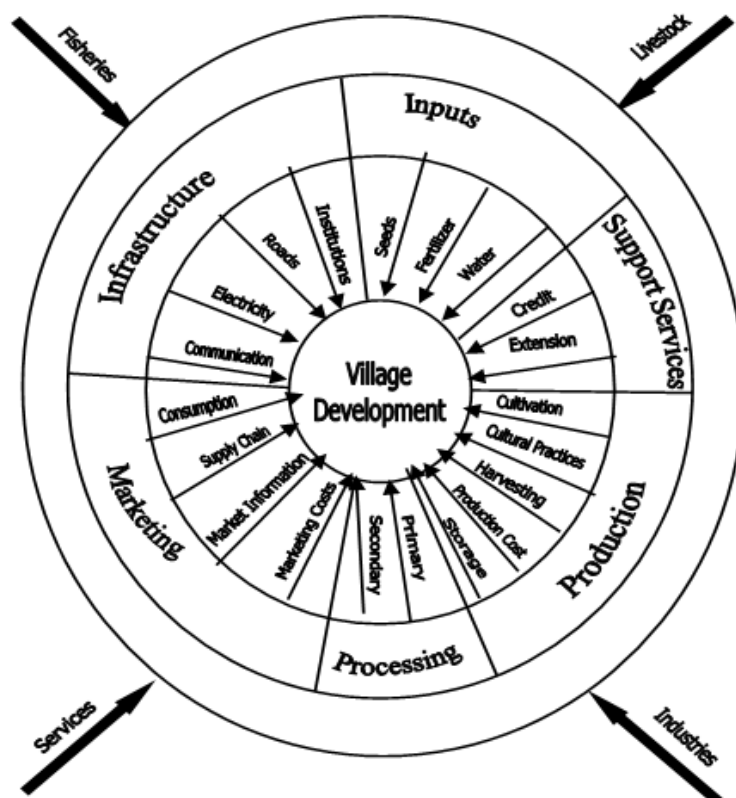 Fisheries
Livestock
Inputs
Infrastructure
Support Services
Institutions
Seeds
Fertilizer
Roads
Water
Electricity
Credit
Communication
Extension
Village
Development
Consumption
Cultivation
Supply Chain
Cultural Practices
Market Information
Harvesting
Marketing Costs
Production Cost
Secondary
Primary
Storage
Marketing
Production
Processing
Services
Industries